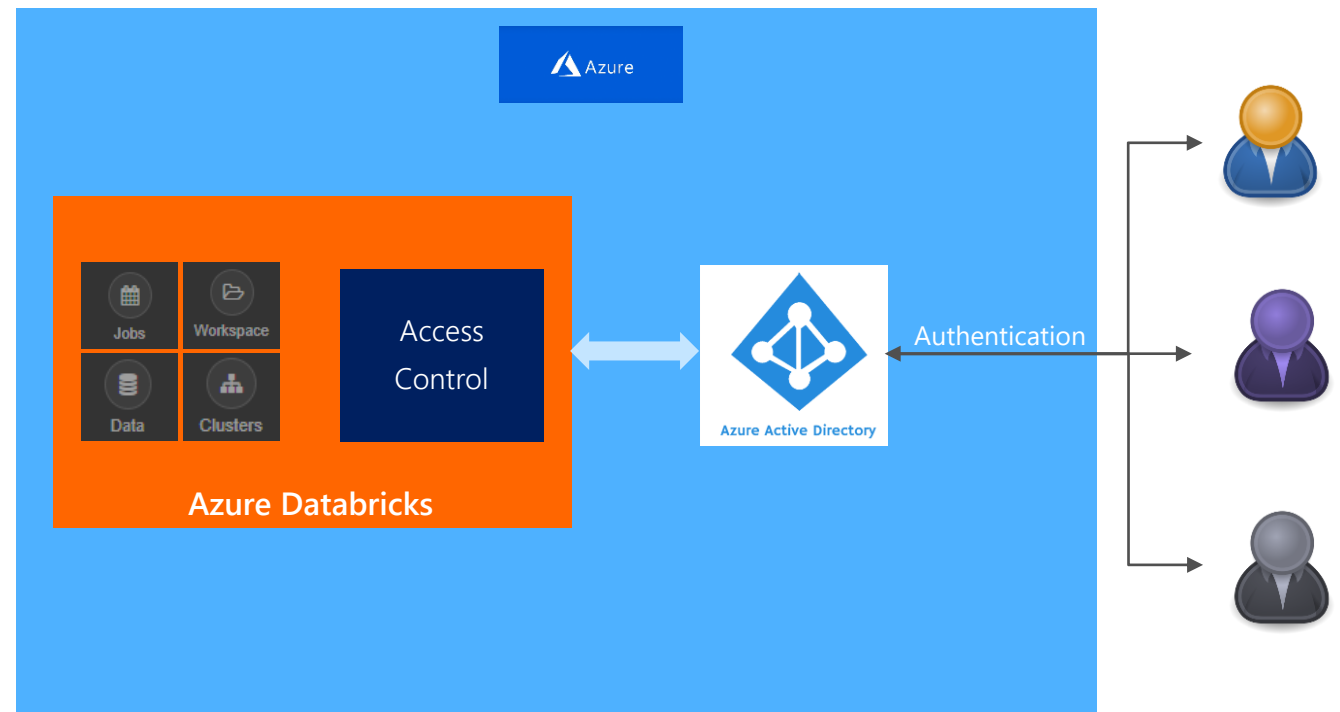 Azure
Jobs
Workspace
Data
Clusters
Access
Control
Azure Databricks
Azure Active Directory
Authentication